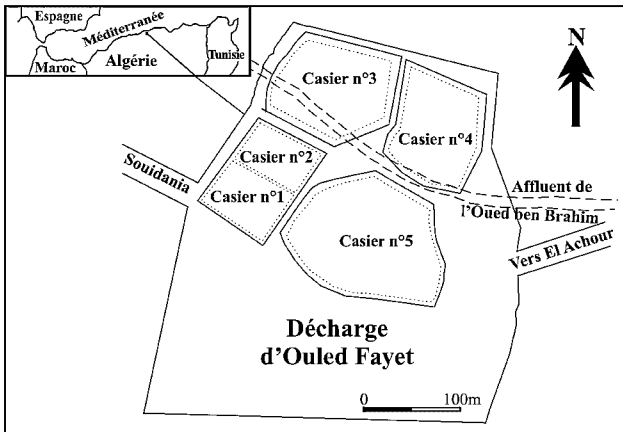 Espagne
Méditerranée
Maroc
Algérie
Tunisie
N
Casier n°3
Casier n°4
Casier n°2
Casier n°1
Souidania
Affluent de
l'Oued ben Brahim
Casier n°5
Vers El Achour
Décharge
d'Ouled Fayet
0 100m